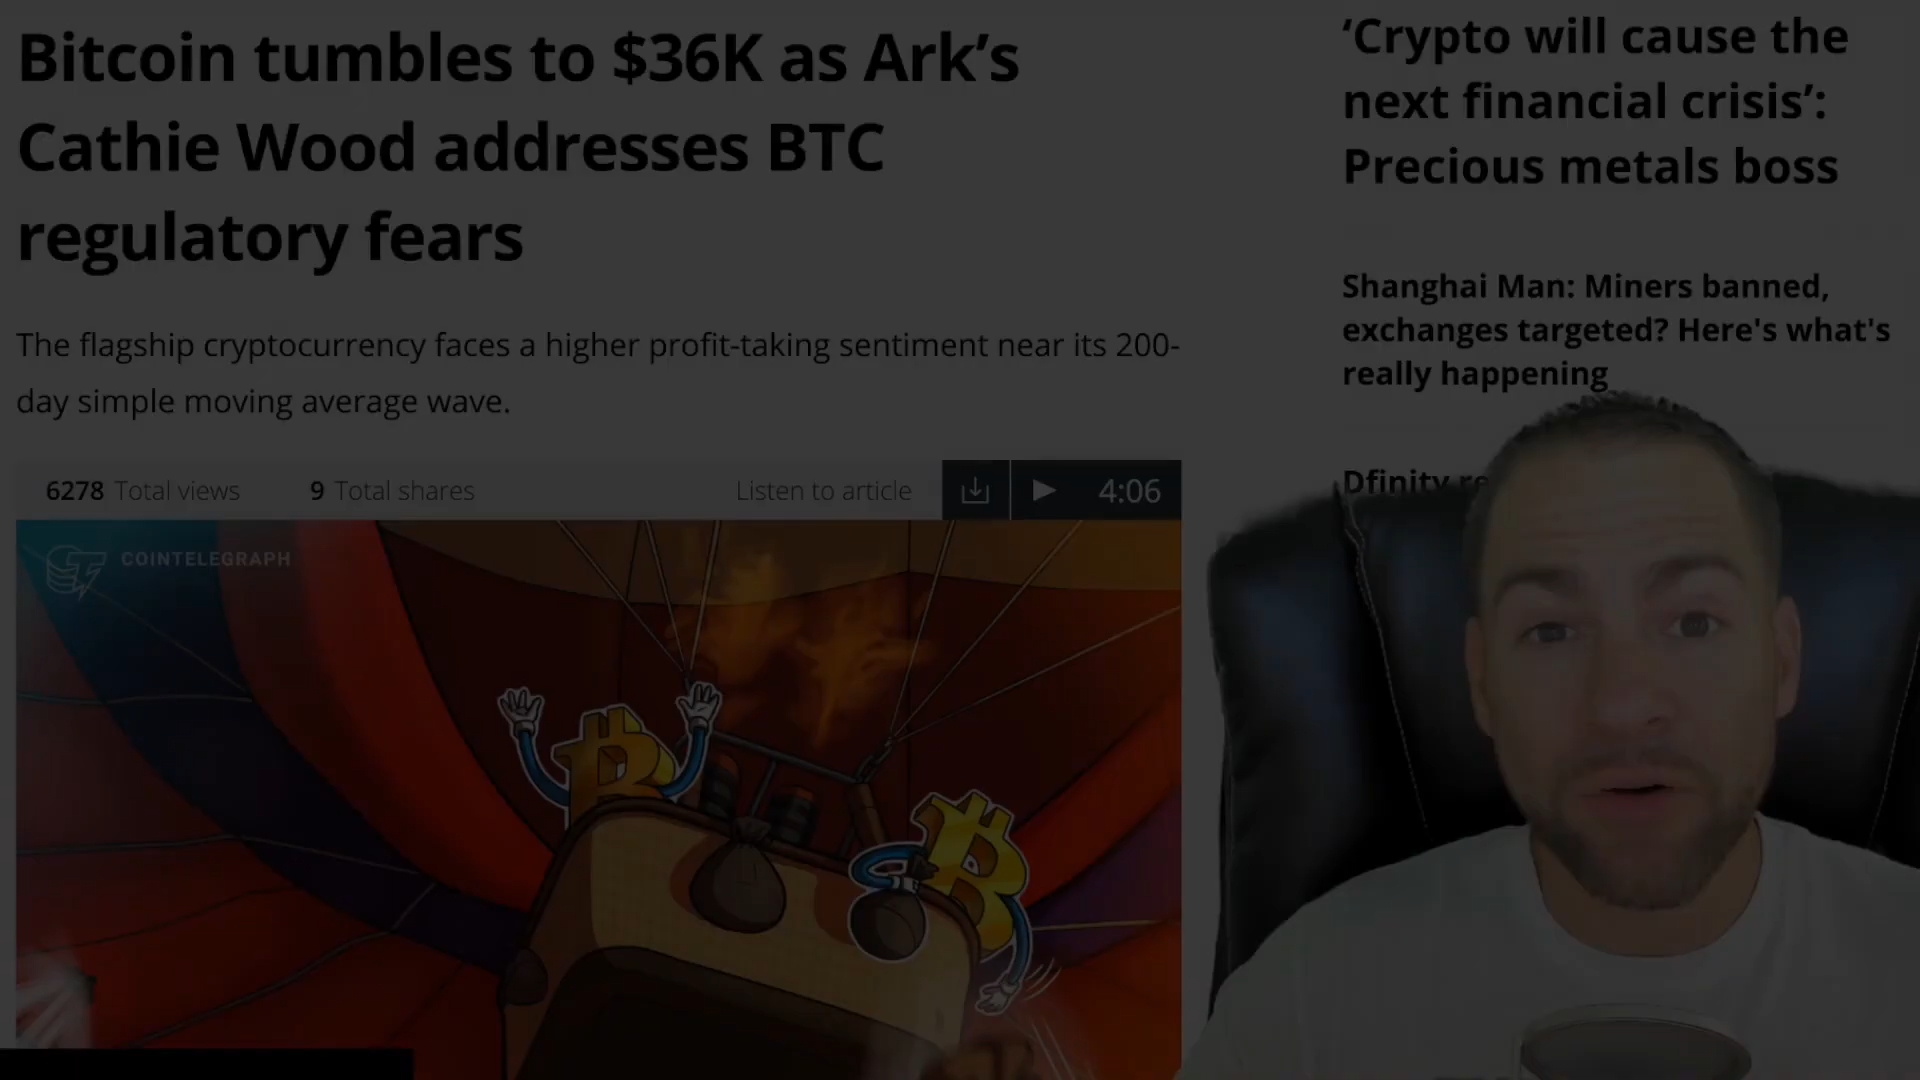 Bitcoin tumbles to $36K as Ark’s
Cathie Wood addresses BTC
regulatory fears
The flagship cryptocurrency faces a higher profit-taking sentiment near its 200-
day simple moving average wave.
6278 Total views 9 Total shares Listen to article 4:06
COINTELEGRAPH
‘Crypto will cause the
next financial crisis’:
Precious metals boss
Shanghai Man: Miners banned,
exchanges targeted? Here's what's
really happening
Dfinity